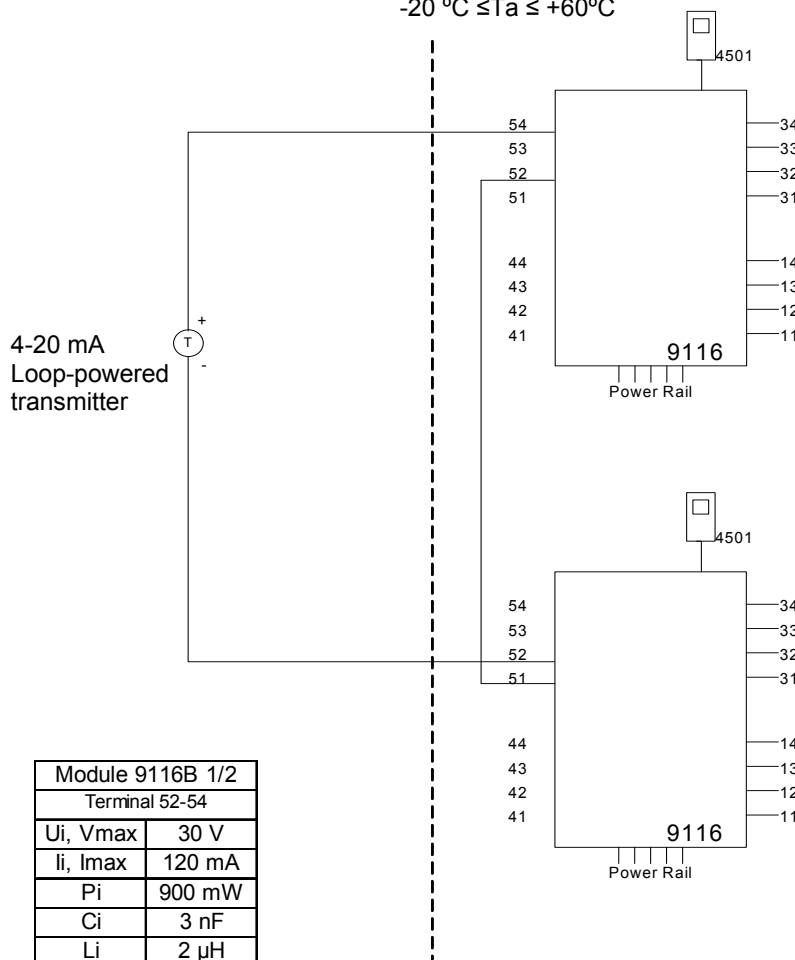 -20 ºC ≤Ta ≤ +60ºC
4501
54
53
52
51
44
43
42
41
34
33
32
31
14
13
12
11
9116
Power Rail
+
T
-
4-20 mA
Loop-powered
transmitter
4501
54
53
52
51
44
43
42
41
34
33
32
31
14
13
12
11
9116
Power Rail
Module 9116B 1/2
Terminal 52-54
Ui, Vmax 30 V
Ii, Imax 120 mA
Pi 900 mW
Ci 3 nF
Li 2 µH